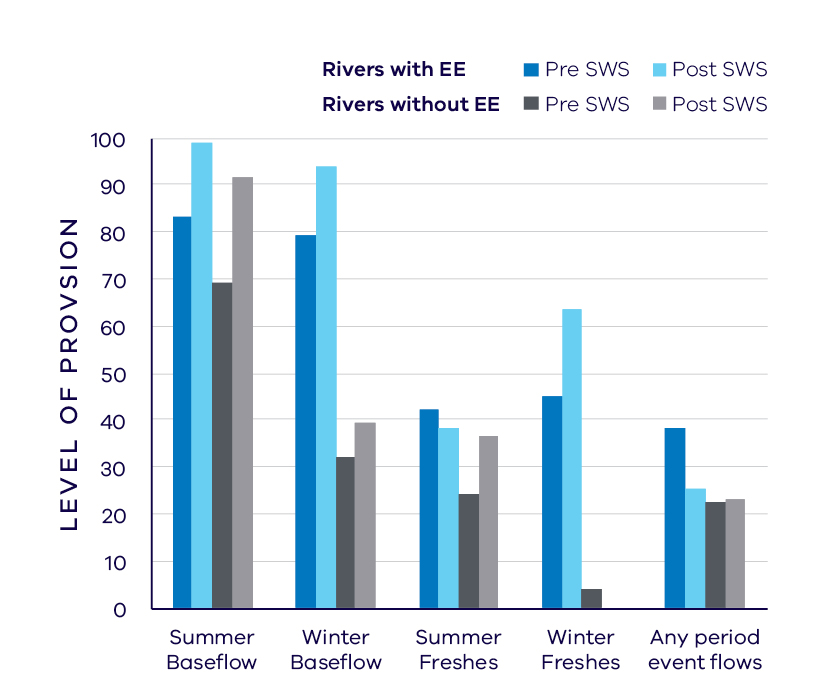 Rivers with EE Pre SWS Post SWS
Rivers without EE Pre SWS Post SWS
100
90
80
70
60
50
40
30
20
10
0
LEVEL OF PROVSION
Summer Baseflow
Winter Baseflow
Summer Freshes
Winter Freshes
Any period event flows